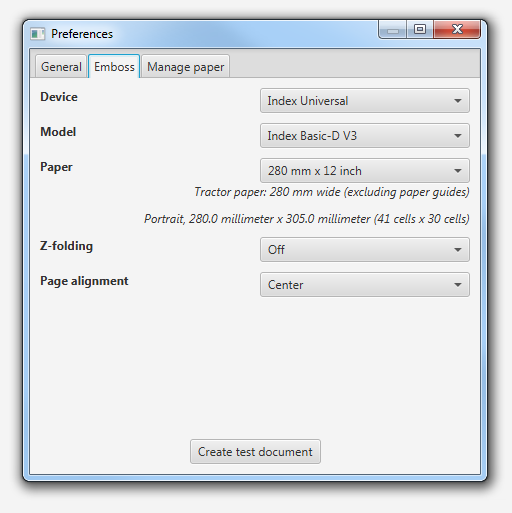 Preferences
General Emboss Manage paper
Device Index Universal
Model Index Basic-D V3
Paper 280 mm x 12 inch
Tractor paper: 280 mm wide (excluding paper guides)
Portrait, 280.0 millimeter x 305.0 millimeter (41 cells x 30 cells)
Z-folding Off
Page alignment Center
Create test document